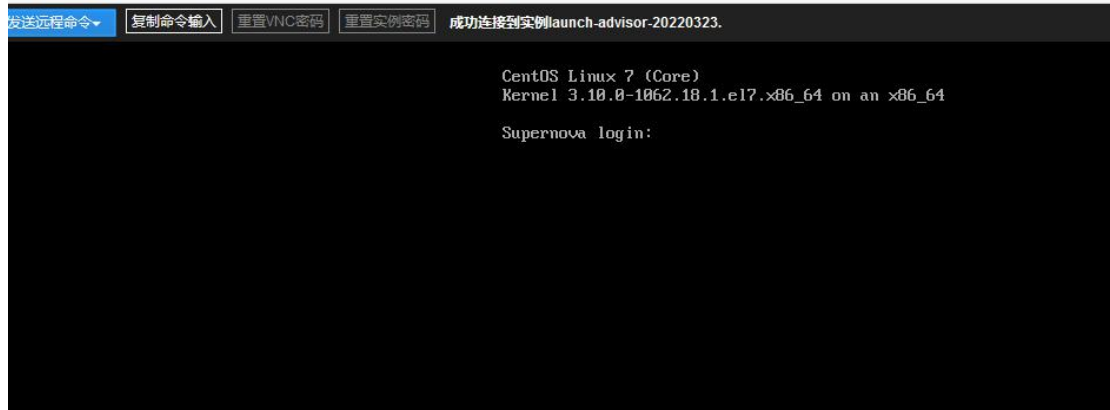 发送远程命令 复制命令输入 重置VNC密码 重置实例密码 成功连接到实例launch-advisor-20220323.
CentOS Linux 7 (Core)
Kernel 3.10.0-1062.18.1.el7.x86_64 on an x86_64
Supernova login: